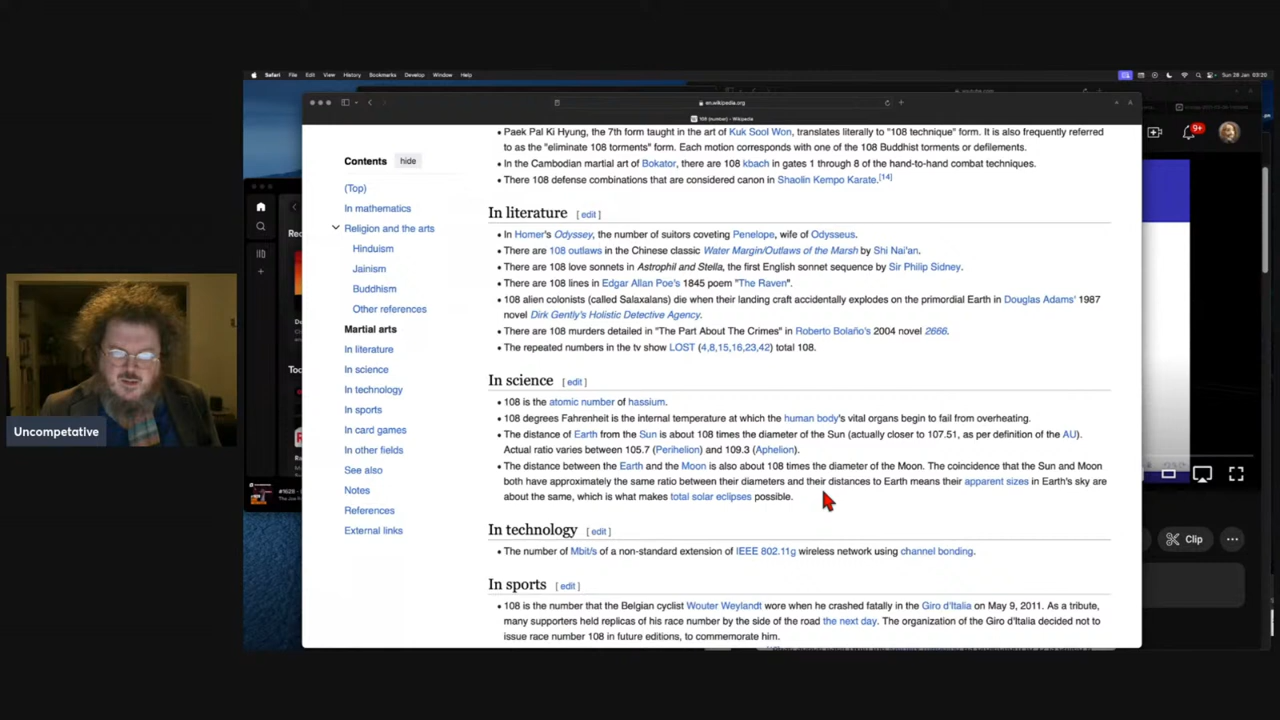 Safari File Edit View History Bookmarks Develop Window Help
Sun 28 Jan 03:20
en.wikipedia.org
108 (number) - Wikipedia
9+
Contents hide
(Top)
In mathematics
Religion and the arts
Hinduism
Jainism
Buddhism
Other references
Martial arts
In literature
In science
In technology
In sports
In card games
In other fields
See also
Notes
References
External links
Paek Pal Ki Hyung, the 7th form taught in the art of Kuk Sool Won, translates literally to "108 technique" form. It is also frequently referred
to as the "eliminate 108 torments" form. Each motion corresponds with one of the 108 Buddhist torments or defilements.
In the Cambodian martial art of Bokator, there are 108 kbach in gates 1 through 8 of the hand-to-hand combat techniques.
There 108 defense combinations that are considered canon in Shaolin Kempo Karate.[14]
In literature [ edit ]
In Homer's Odyssey, the number of suitors coveting Penelope, wife of Odysseus.
There are 108 outlaws in the Chinese classic Water Margin/Outlaws of the Marsh by Shi Nai'an.
There are 108 love sonnets in Astrophil and Stella, the first English sonnet sequence by Sir Philip Sidney.
There are 108 lines in Edgar Allan Poe's 1845 poem "The Raven".
108 alien colonists (called Salaxalans) die when their landing craft accidentally explodes on the primordial Earth in Douglas Adams' 1987
novel Dirk Gently's Holistic Detective Agency.
There are 108 murders detailed in "The Part About The Crimes" in Roberto Bolaño's 2004 novel 2666.
The repeated numbers in the tv show LOST (4,8,15,16,23,42) total 108.
In science [ edit ]
108 is the atomic number of hassium.
108 degrees Fahrenheit is the internal temperature at which the human body's vital organs begin to fail from overheating.
The distance of Earth from the Sun is about 108 times the diameter of the Sun (actually closer to 107.51, as per definition of the AU).
Actual ratio varies between 105.7 (Perihelion) and 109.3 (Aphelion).
The distance between the Earth and the Moon is also about 108 times the diameter of the Moon. The coincidence that the Sun and Moon
both have approximately the same ratio between their diameters and their distances to Earth means their apparent sizes in Earth's sky are
about the same, which is what makes total solar eclipses possible.
In technology [ edit ]
The number of Mbit/s of a non-standard extension of IEEE 802.11g wireless network using channel bonding.
In sports [ edit ]
108 is the number that the Belgian cyclist Wouter Weylandt wore when he crashed fatally in the Giro d'Italia on May 9, 2011. As a tribute,
many supporters held replicas of his race number by the side of the road the next day. The organization of the Giro d'Italia decided not to
issue race number 108 in future editions, to commemorate him.
Uncompetative
Clip